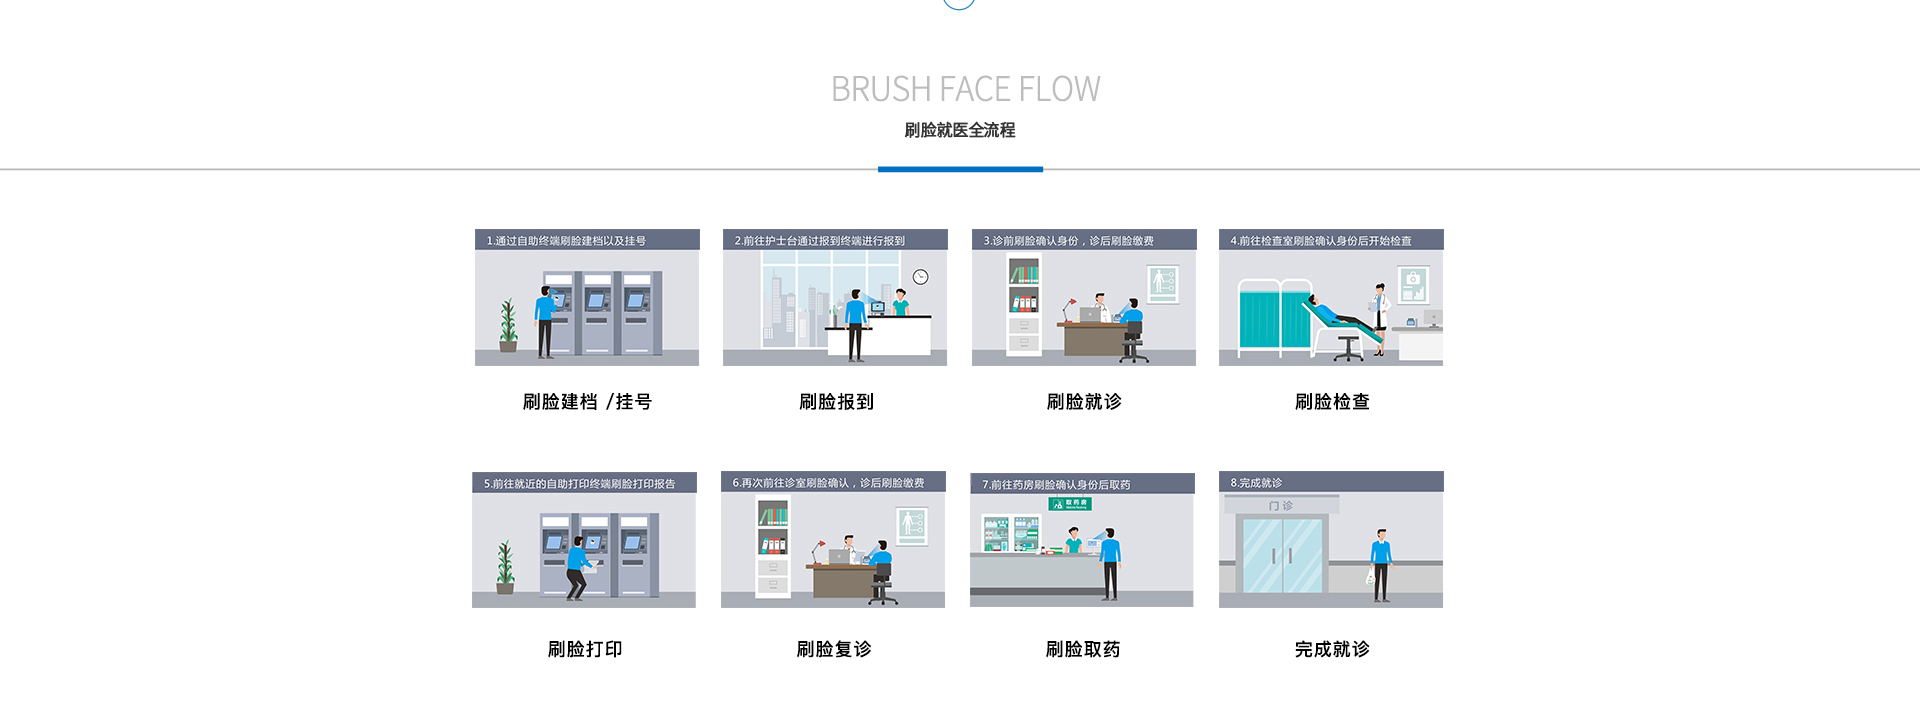 BRUSH FACE FLOW
刷脸就医全流程
1.通过自助终端刷脸建档以及挂号
2.前往护士台通过报到终端进行报到
3.诊前刷脸确认身份，诊后刷脸缴费
4.前往检查室刷脸确认身份后开始检查
刷脸建档 /挂号
刷脸报到
刷脸就诊
刷脸检查
5.前往就近的自助打印终端刷脸打印报告
6.再次前往诊室刷脸确认，诊后刷脸缴费
7.前往药房刷脸确认身份后取药
8.完成就诊
取药房
门诊
刷脸打印
刷脸复诊
刷脸取药
完成就诊